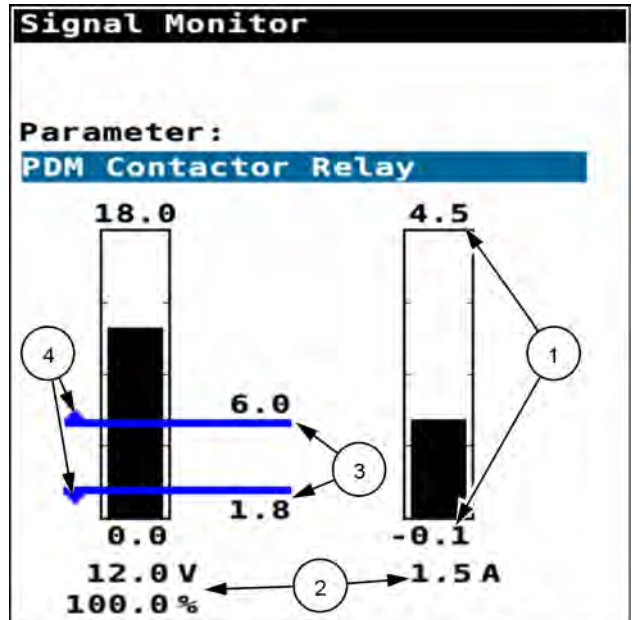 Signal Monitor
Parameter:
PDM Contactor Relay
18.0 4.5
4 1
6.0
3
1.8
0.0 -0.1
12.0 V 2 1.5 A
100.0 %